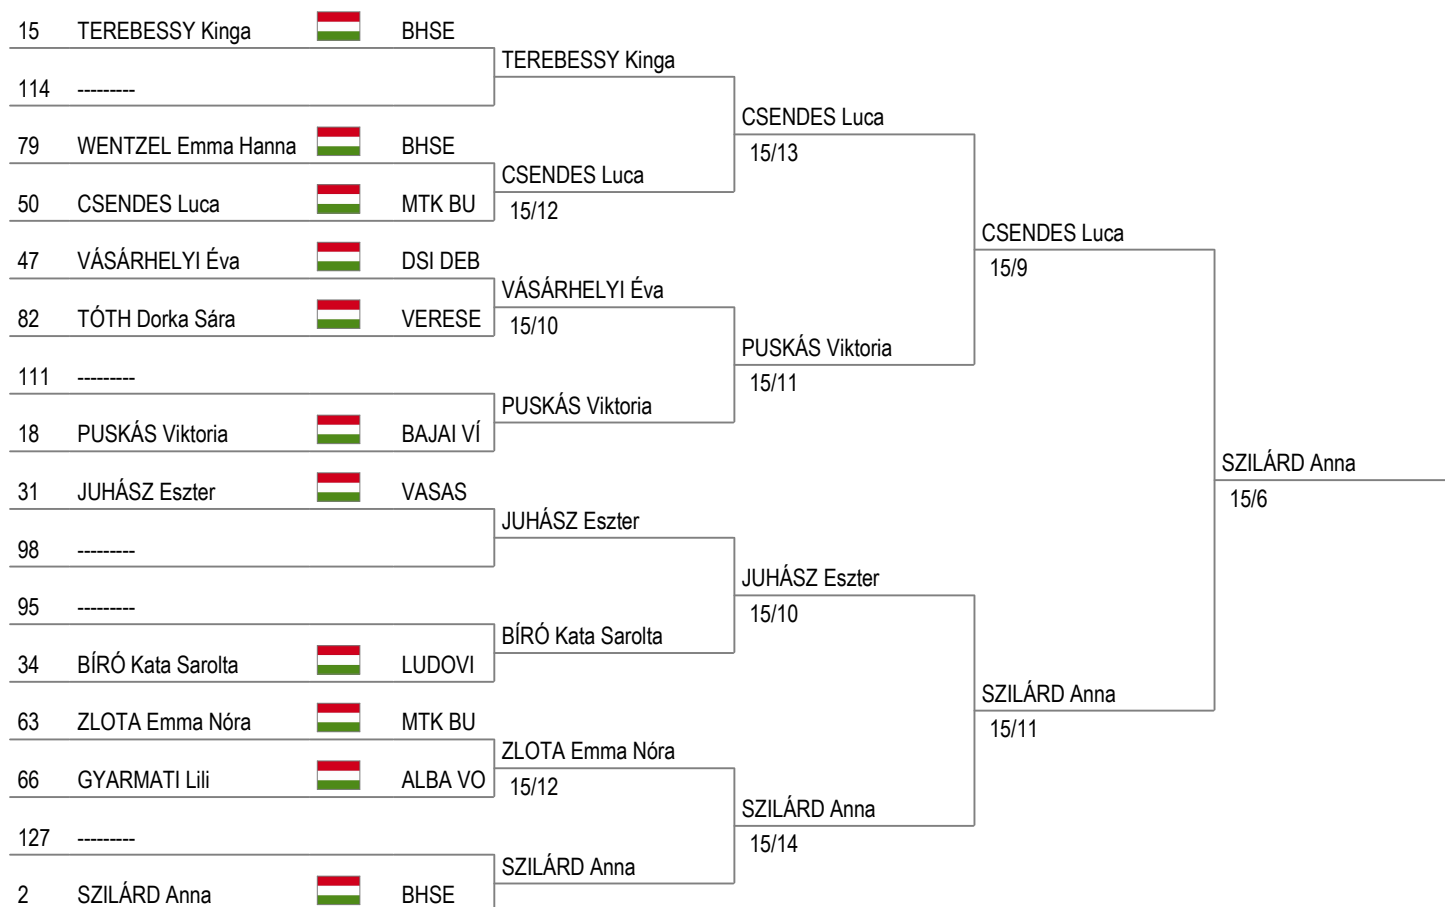 15 TEREBESSY Kinga BHSE
TEREBESSY Kinga
114 ---------
CSENDES Luca
15/13
79 WENTZEL Emma Hanna BHSE
CSENDES Luca
15/12
50 CSENDES Luca MTK BU
CSENDES Luca
15/9
47 VÁSÁRHELYI Éva DSI DEB
VÁSÁRHELYI Éva
15/10
82 TÓTH Dorka Sára VERESE
PUSKÁS Viktoria
15/11
111 ---------
PUSKÁS Viktoria
18 PUSKÁS Viktoria BAJAI VÍ
SZILÁRD Anna
15/6
31 JUHÁSZ Eszter VASAS
JUHÁSZ Eszter
98 ---------
JUHÁSZ Eszter
15/10
95 ---------
BÍRÓ Kata Sarolta
34 BÍRÓ Kata Sarolta LUDOVI
SZILÁRD Anna
15/11
63 ZLOTA Emma Nóra MTK BU
ZLOTA Emma Nóra
15/12
66 GYARMATI Lili ALBA VO
SZILÁRD Anna
15/14
127 ---------
SZILÁRD Anna
2 SZILÁRD Anna BHSE